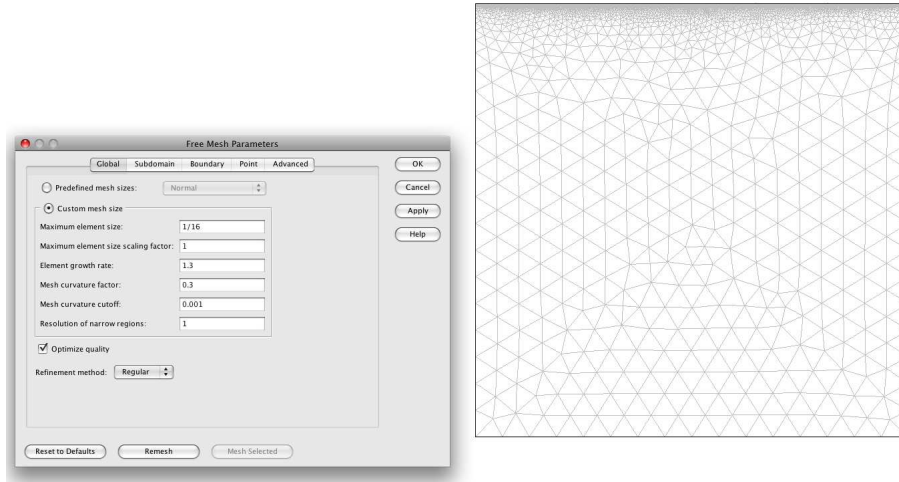 Free Mesh Parameters
Global Subdomain Boundary Point Advanced
OK
Cancel
Apply
Help
Predefined mesh sizes: Normal
Custom mesh size
Maximum element size: 1/16
Maximum element size scaling factor: 1
Element growth rate: 1.3
Mesh curvature factor: 0.3
Mesh curvature cutoff: 0.001
Resolution of narrow regions: 1
Optimize quality
Refinement method: Regular
Reset to Defaults Remesh Mesh Selected